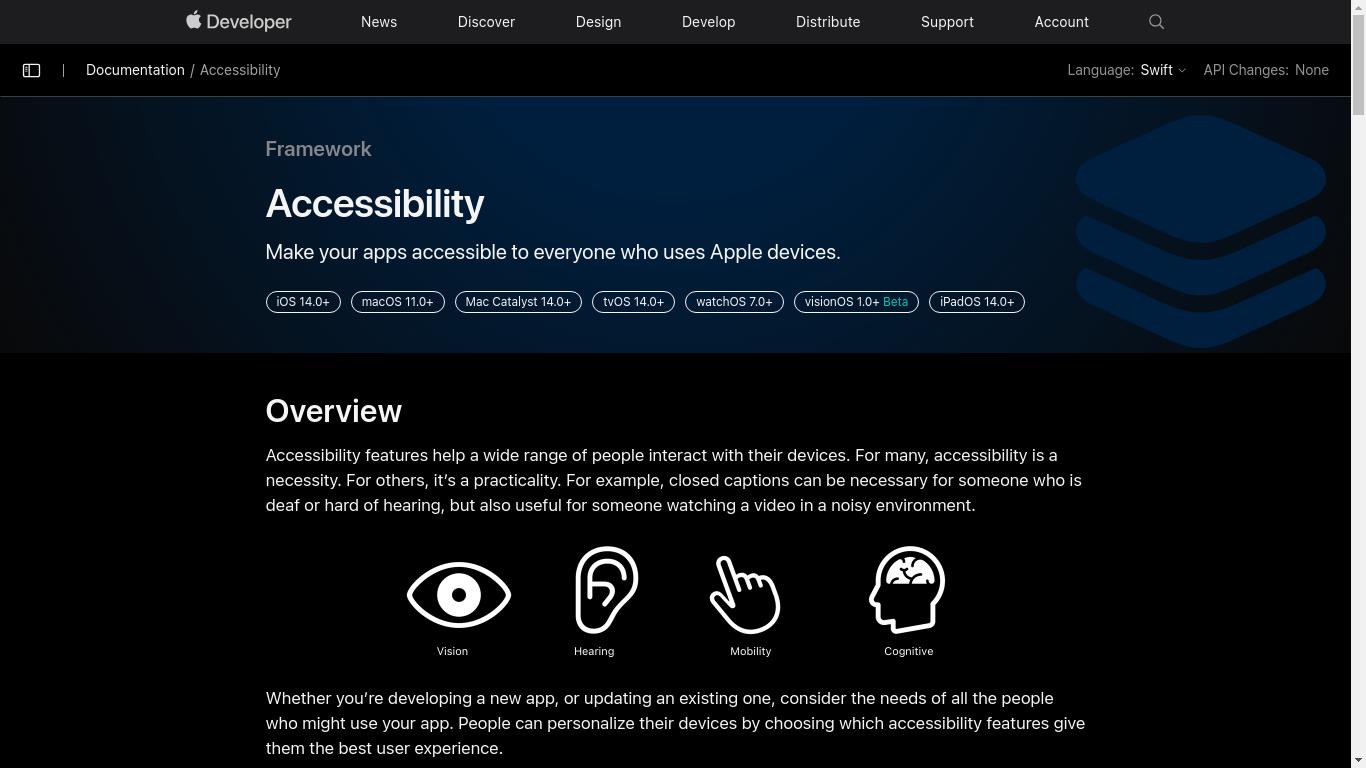 Developer
News
Discover
Design
Develop
Distribute
Support
Account
Documentation / Accessibility
Language: Swift
API Changes: None
Framework
Accessibility
Make your apps accessible to everyone who uses Apple devices.
iOS 14.0+
macOS 11.0+
Mac Catalyst 14.0+
tvOS 14.0+
watchOS 7.0+
visionOS 1.0+ Beta
iPadOS 14.0+
Overview
Accessibility features help a wide range of people interact with their devices. For many, accessibility is a
necessity. For others, it’s a practicality. For example, closed captions can be necessary for someone who is
deaf or hard of hearing, but also useful for someone watching a video in a noisy environment.
Vision
Hearing
Mobility
Cognitive
Whether you’re developing a new app, or updating an existing one, consider the needs of all the people
who might use your app. People can personalize their devices by choosing which accessibility features give
them the best user experience.